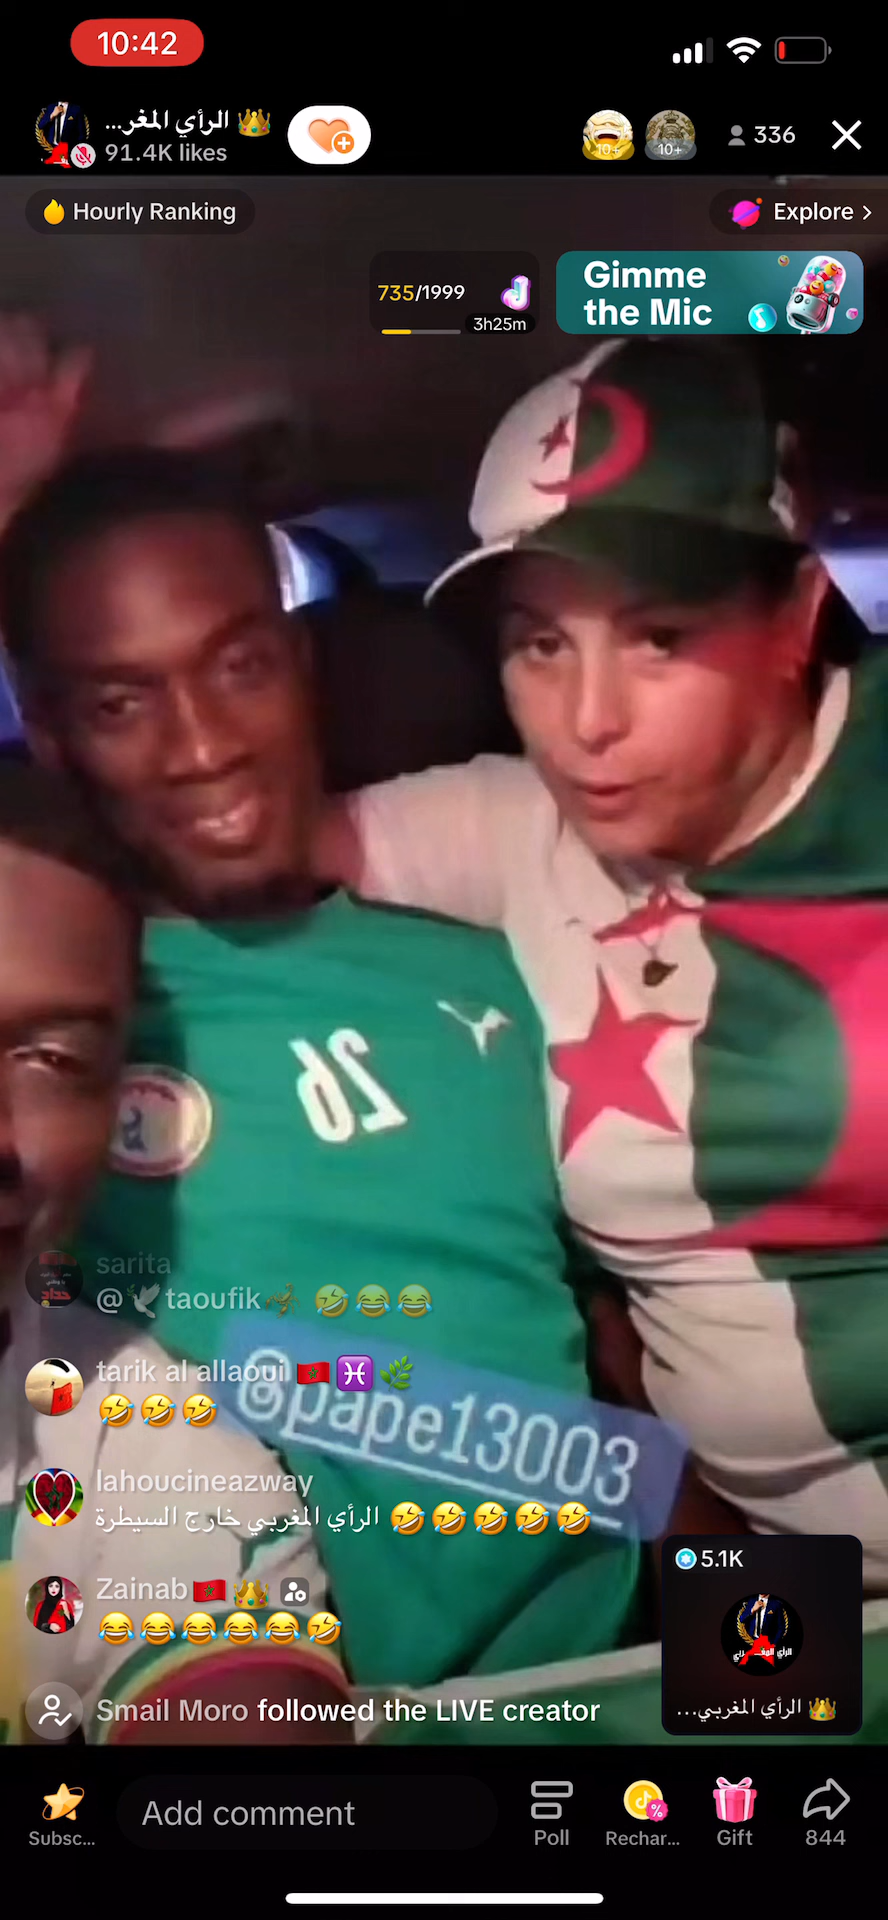 10:42
الرأي المغر...
91.4K likes
10+
10+
336
Hourly Ranking
Explore >
735/1999
3h25m
Gimme
the Mic
26
sarita
@🕊taoufik🦂 🤣😂😂
@pape13003
tarik al allaoui 🇲🇦♓🌿
🤣🤣🤣
lahoucineazway
الرأي المغربي خارج السيطرة 🤣🤣🤣🤣🤣
Zainab🇲🇦👑
😂😂😂😂😂🤣
Smail Moro followed the LIVE creator
5.1K
الرأي المغربي
...الرأي المغربي 👑
Subsc...
Add comment
Poll
Rechar...
Gift
844